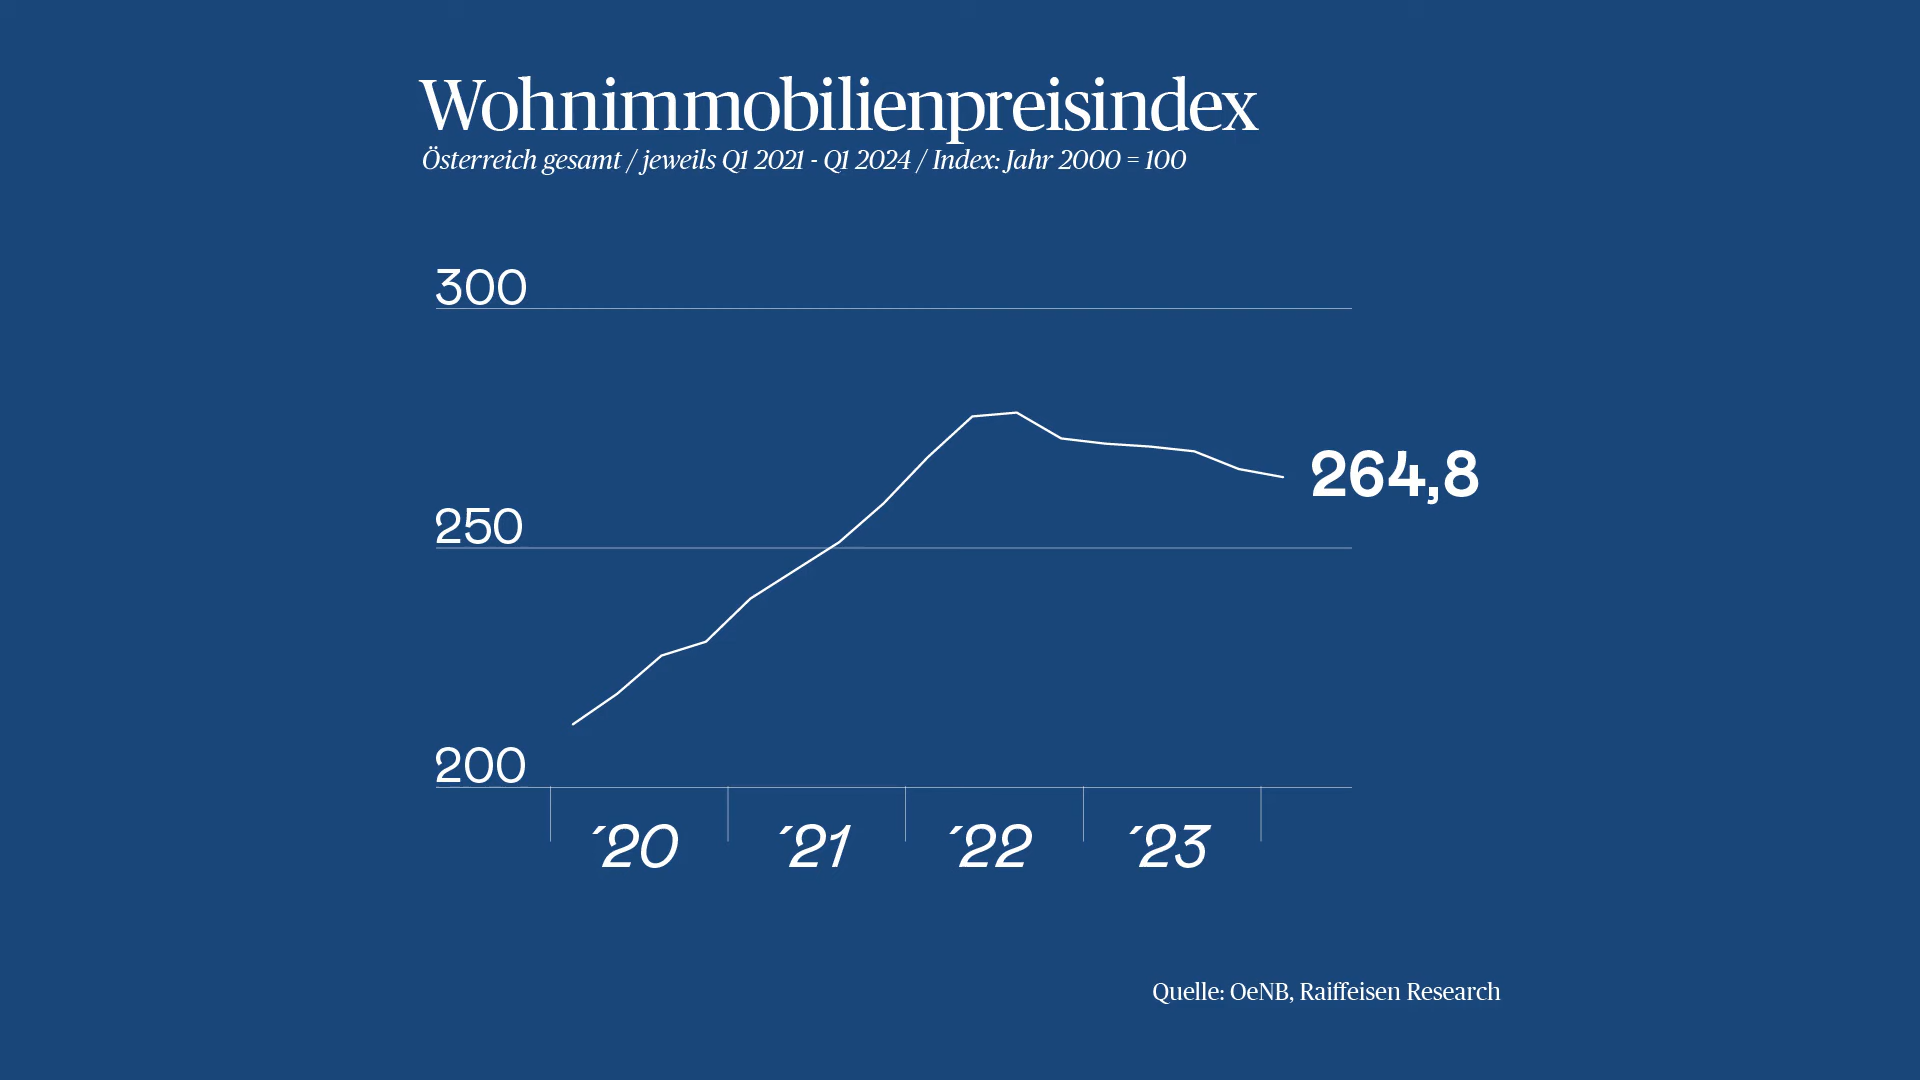 Wohnimmobilienpreisindex
Österreich gesamt / jeweils Q1 2021 - Q1 2024 / Index: Jahr 2000 = 100
300
264,8
250
200
´20 ´21 ´22 ´23
Quelle: OeNB, Raiffeisen Research